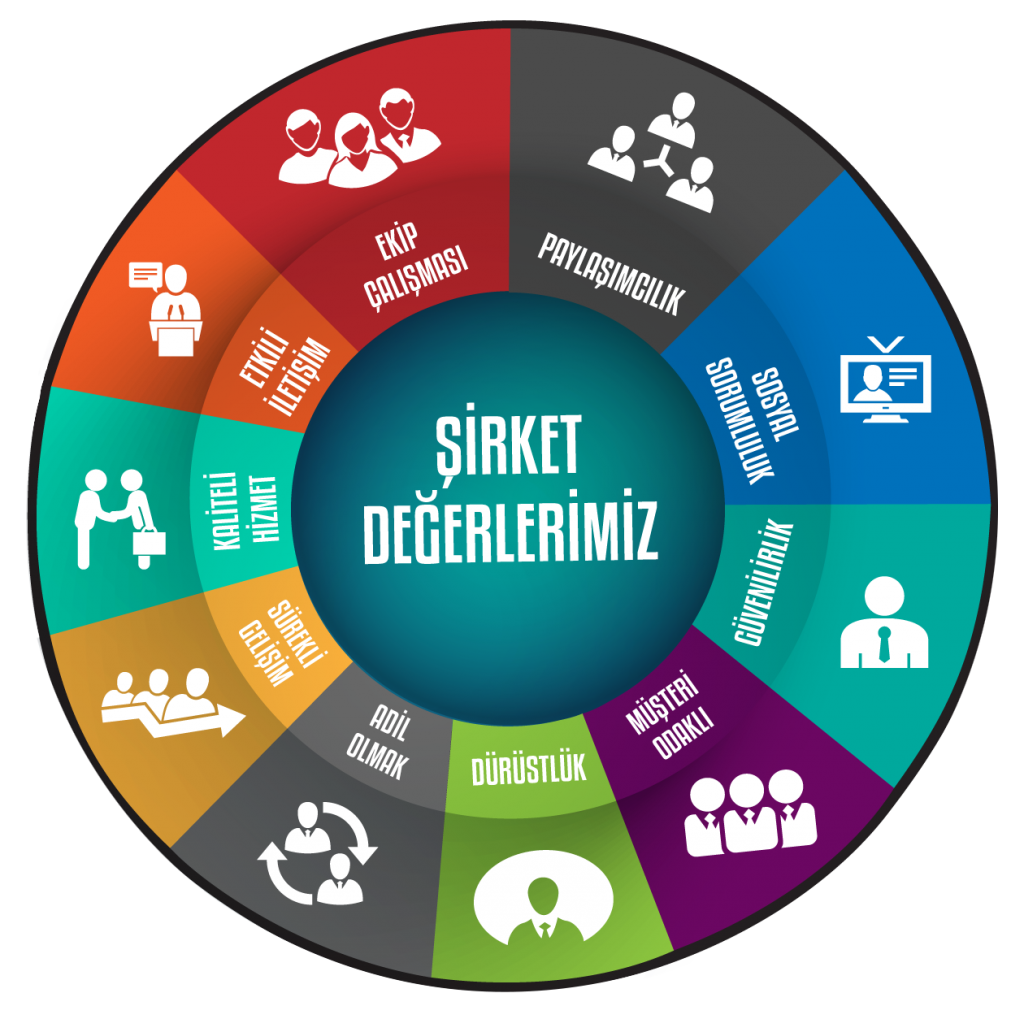 ŞİRKET
DEĞERLERİMİZ
EKİP
ÇALIŞMASI
PAYLAŞIMCILIK
SOSYAL
SORUMLULUK
GÜVENİLİRLİK
MÜŞTERİ
ODAKLI
DÜRÜSTLÜK
ADİL
OLMAK
SÜREKLİ
GELİŞİM
KALİTELİ
HİZMET
ETKİLİ
İLETİŞİM